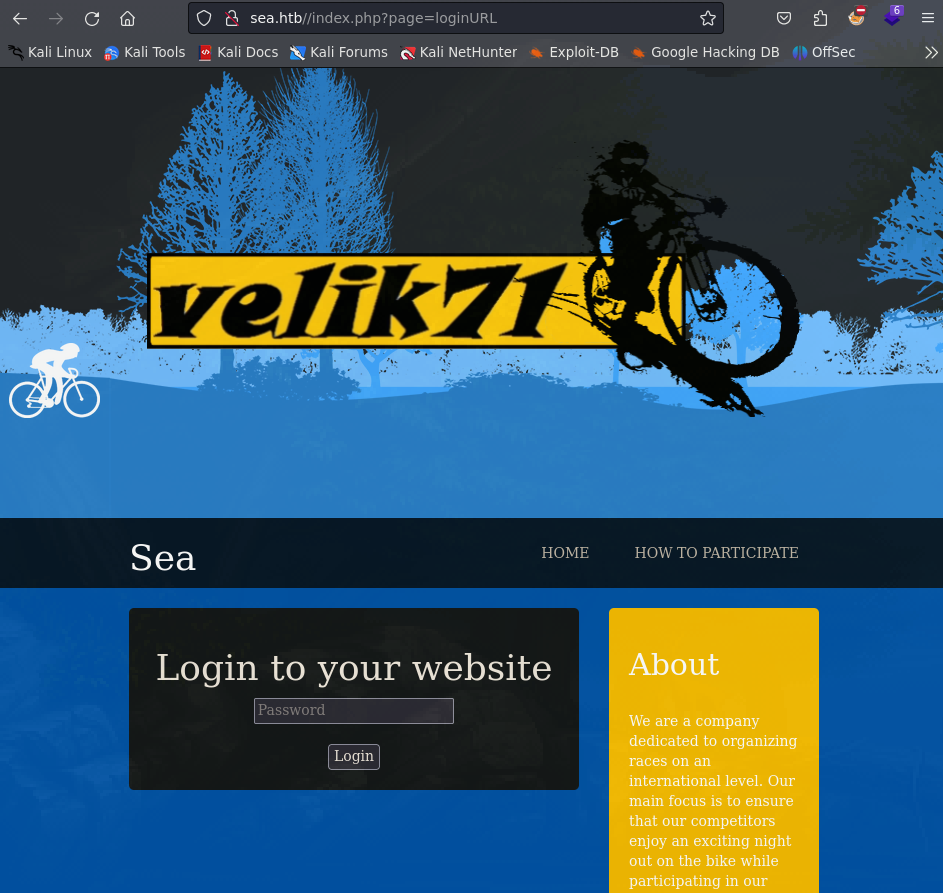 sea.htb//index.php?page=loginURL
6
Kali Linux Kali Tools Kali Docs Kali Forums Kali NetHunter Exploit-DB Google Hacking DB OffSec
velik71
Sea HOME HOW TO PARTICIPATE
Login to your website
Password
Login
About
We are a company
dedicated to organizing
races on an
international level. Our
main focus is to ensure
that our competitors
enjoy an exciting night
out on the bike while
participating in our